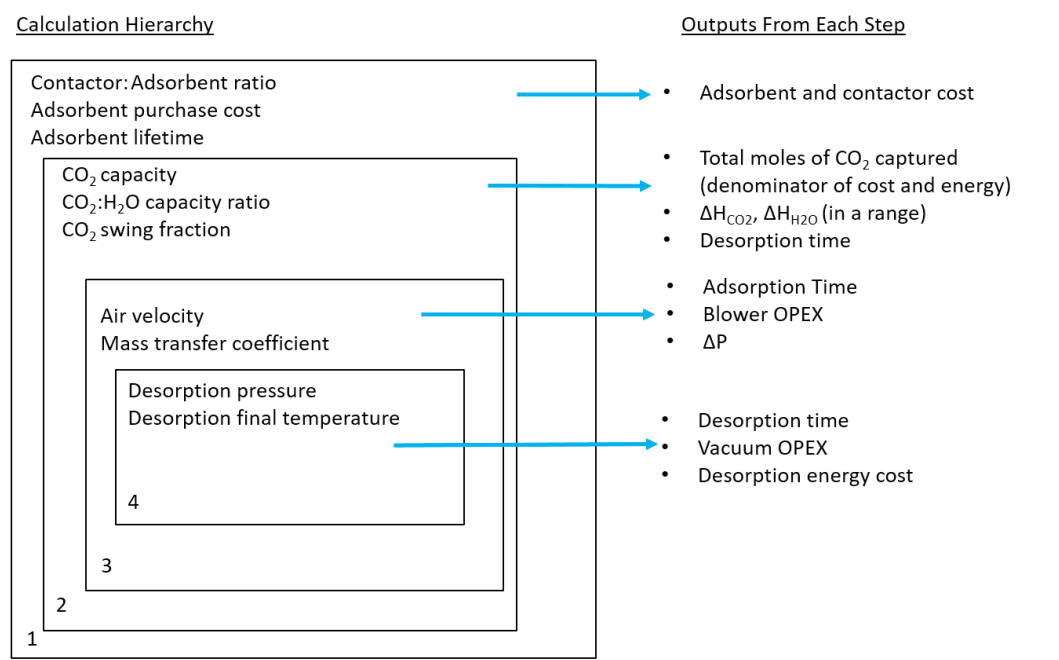 Calculation Hierarchy
Outputs From Each Step
Contactor:Adsorbent ratio
Adsorbent purchase cost
Adsorbent lifetime
• Adsorbent and contactor cost
CO₂ capacity
CO₂:H₂O capacity ratio
CO₂ swing fraction
• Total moles of CO₂ captured
(denominator of cost and energy)
• ΔH_CO2, ΔH_H2O (in a range)
• Desorption time
Air velocity
Mass transfer coefficient
• Adsorption Time
• Blower OPEX
• ΔP
Desorption pressure
Desorption final temperature
• Desorption time
• Vacuum OPEX
• Desorption energy cost
4
3
2
1